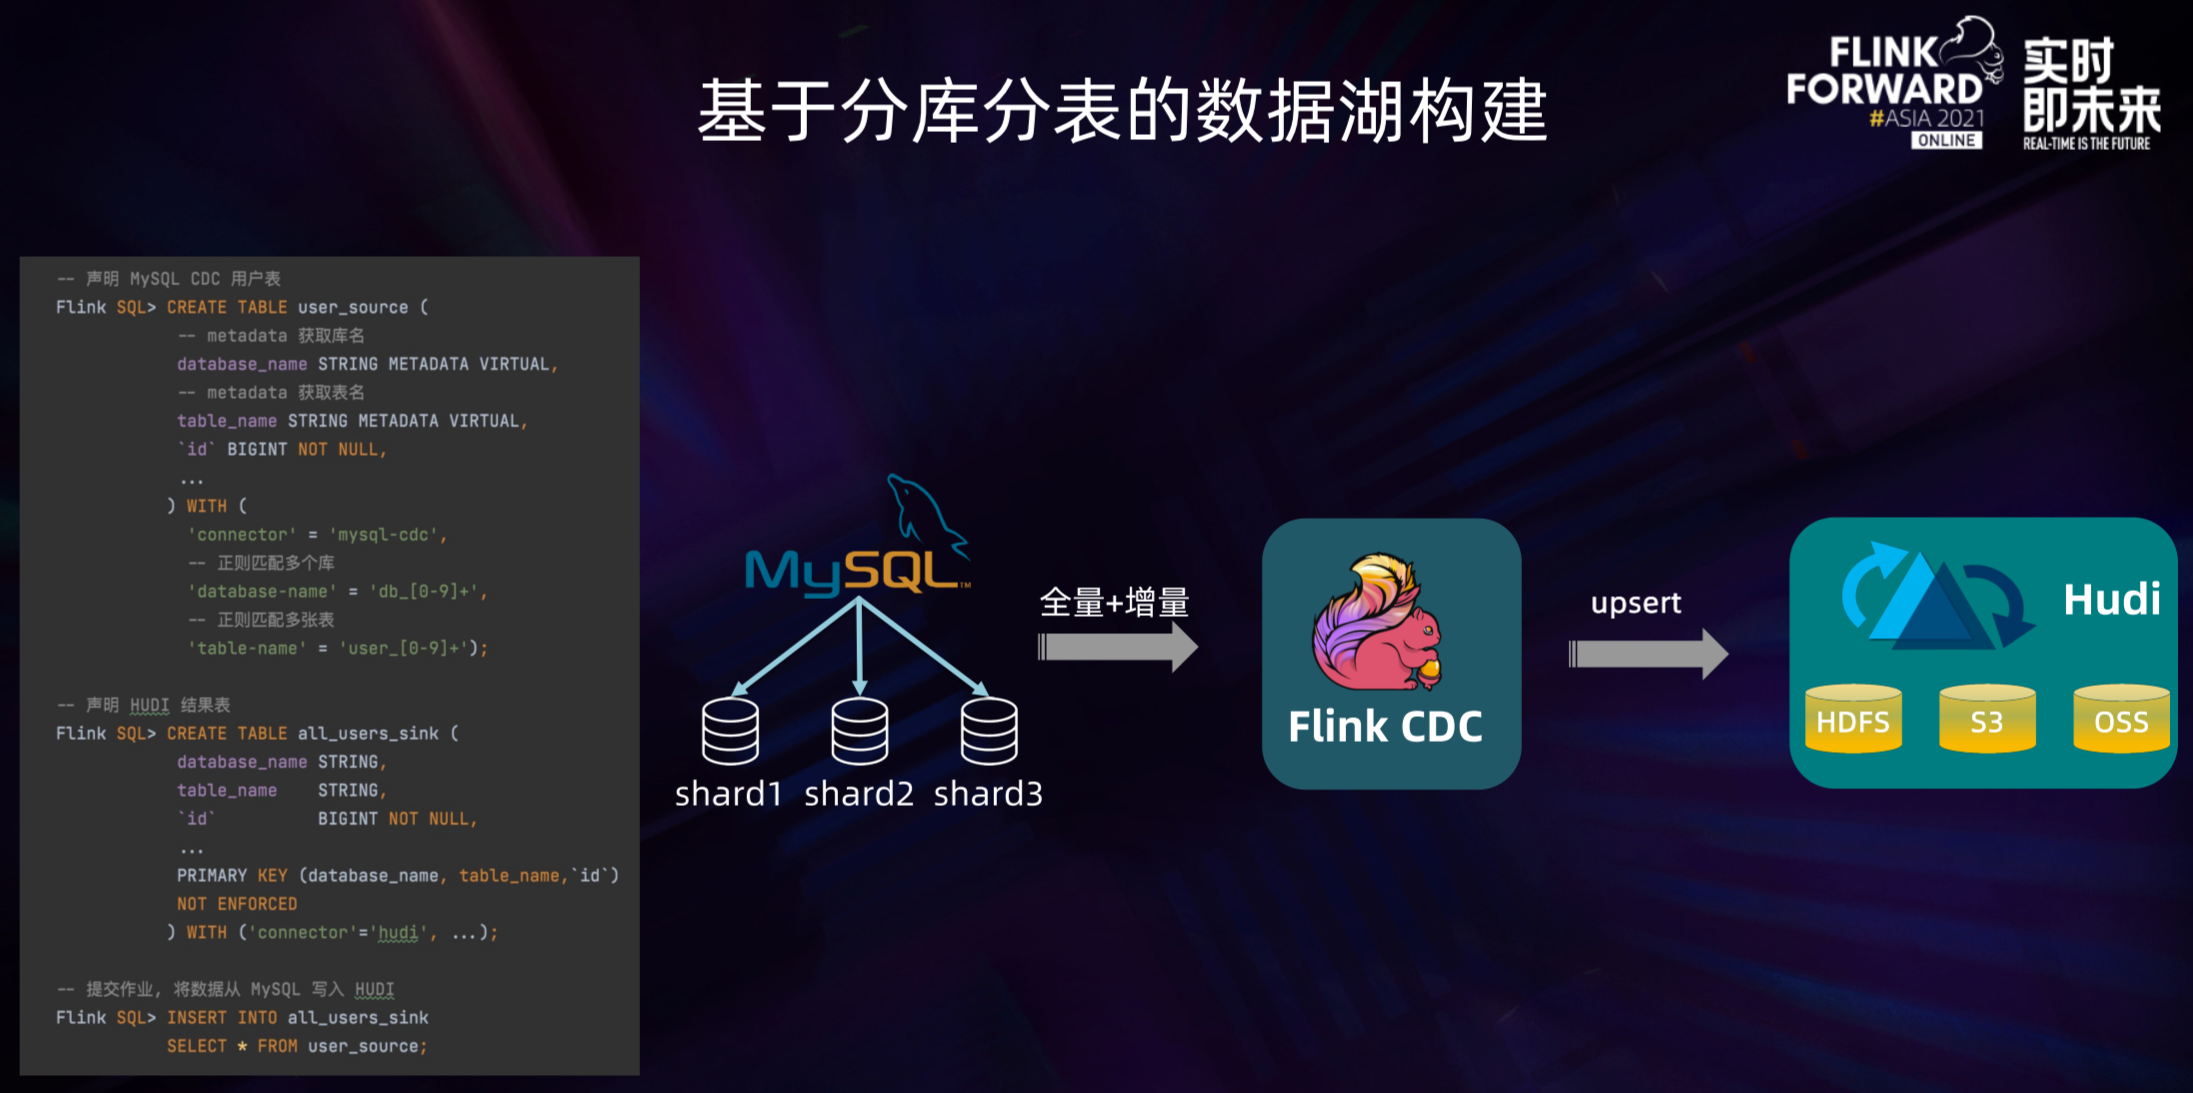 基于分库分表的数据湖构建
FLINK
FORWARD
#ASIA 2021
ONLINE
实时
即未来
REAL-TIME IS THE FUTURE
-- 声明 MySQL CDC 用户表
Flink SQL> CREATE TABLE user_source (
-- metadata 获取库名
database_name STRING METADATA VIRTUAL,
-- metadata 获取表名
table_name STRING METADATA VIRTUAL,
`id` BIGINT NOT NULL,
...
) WITH (
'connector' = 'mysql-cdc',
-- 正则匹配多个库
'database-name' = 'db_[0-9]+',
-- 正则匹配多张表
'table-name' = 'user_[0-9]+');
-- 声明 HUDI 结果表
Flink SQL> CREATE TABLE all_users_sink (
database_name STRING,
table_name    STRING,
`id`          BIGINT NOT NULL,
...
PRIMARY KEY (database_name, table_name,`id`)
NOT ENFORCED
) WITH ('connector'='hudi', ...);
-- 提交作业, 将数据从 MySQL 写入 HUDI
Flink SQL> INSERT INTO all_users_sink
SELECT * FROM user_source;
MySQL™
shard1 shard2 shard3
全量+增量
Flink CDC
upsert
Hudi
HDFS S3 OSS